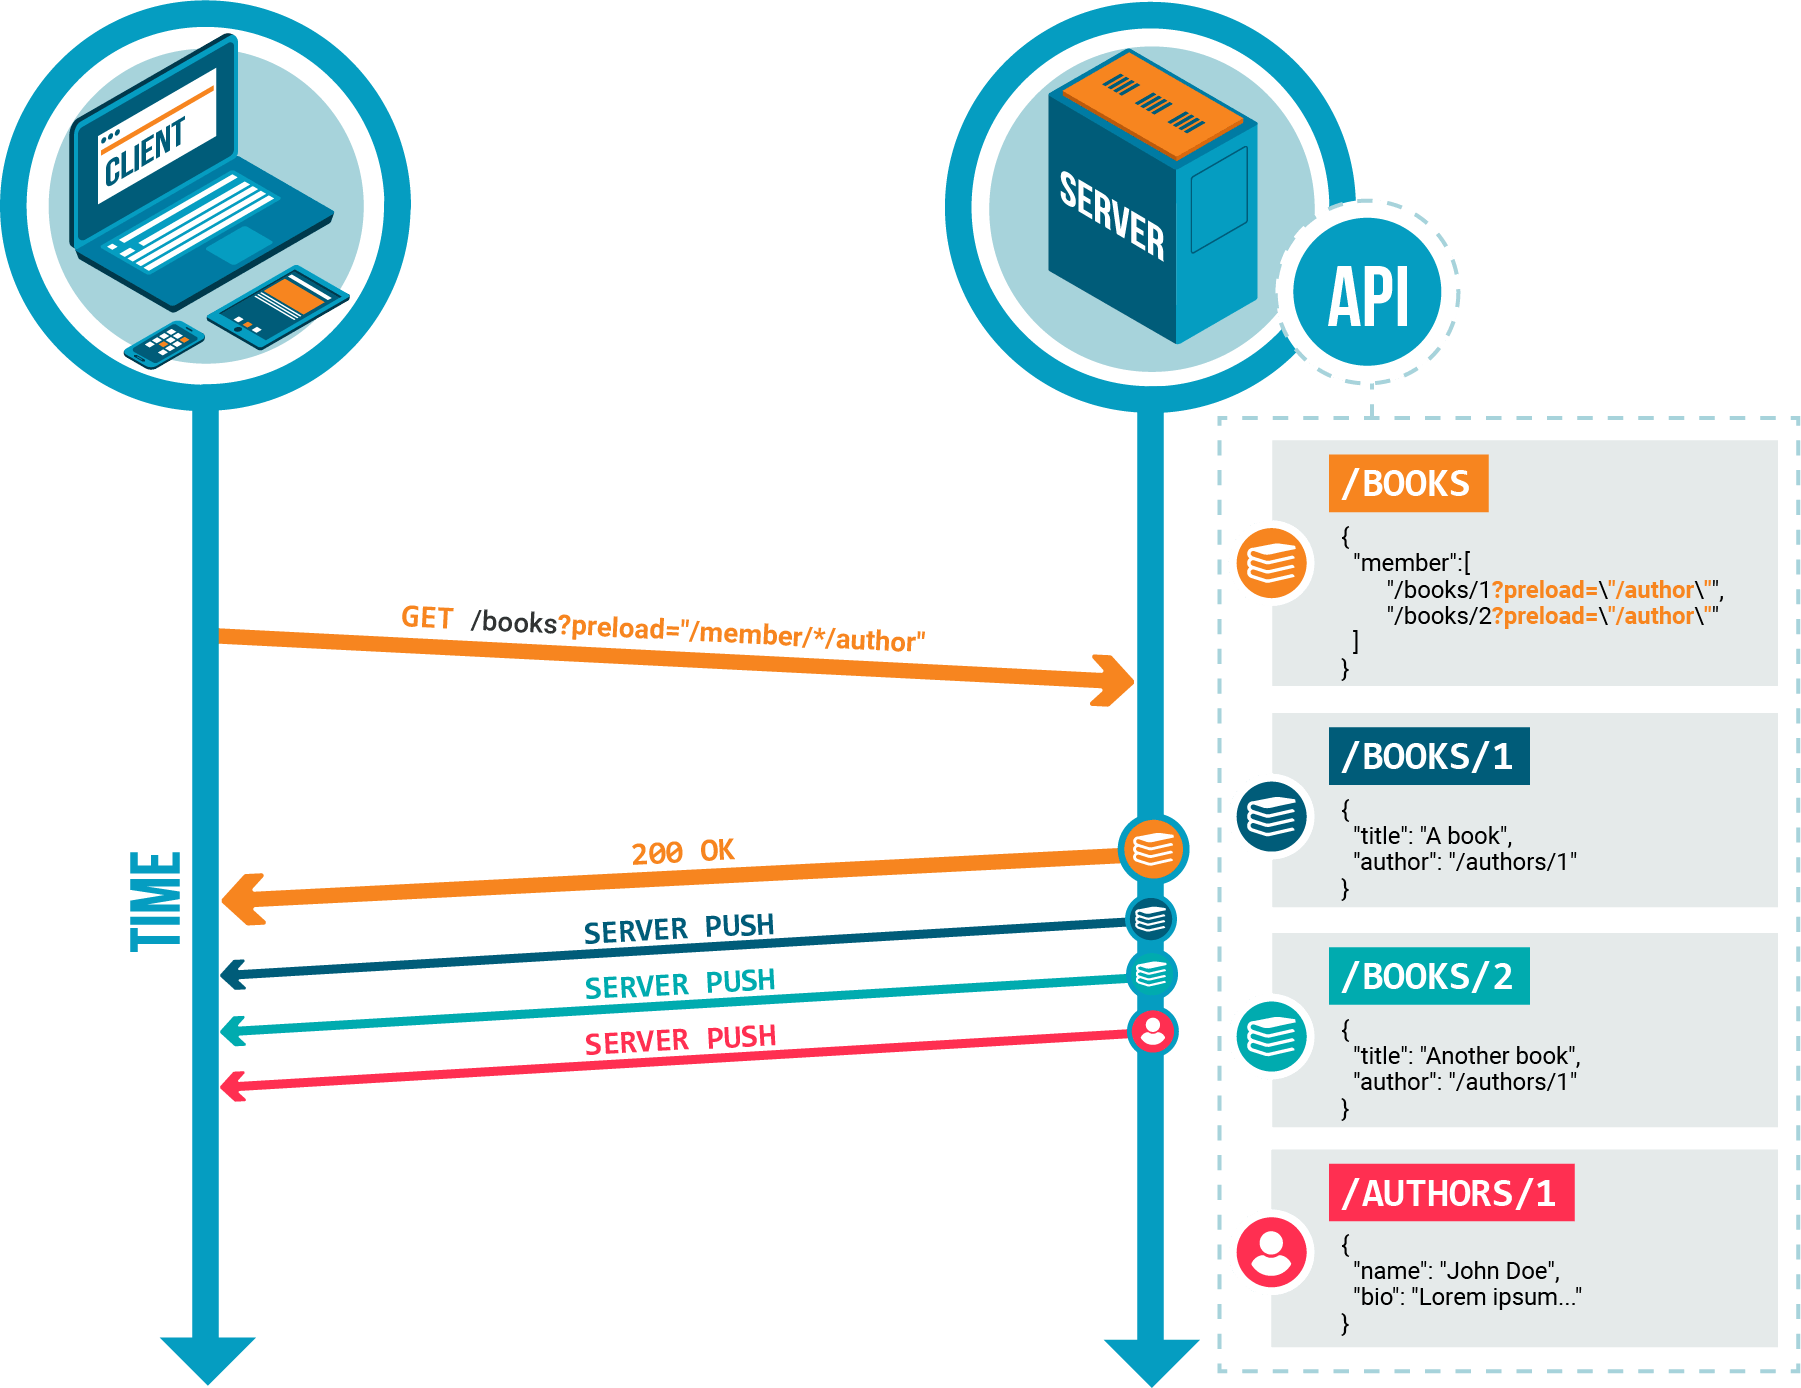 CLIENT
SERVER
API
GET /books?preload="/member/*/author"
200 OK
SERVER PUSH
SERVER PUSH
SERVER PUSH
TIME
/BOOKS
{
"member":[
"/books/1?preload=\"/author\"",
"/books/2?preload=\"/author\""
]
}
/BOOKS/1
{
"title": "A book",
"author": "/authors/1"
}
/BOOKS/2
{
"title": "Another book",
"author": "/authors/1"
}
/AUTHORS/1
{
"name": "John Doe",
"bio": "Lorem ipsum..."
}